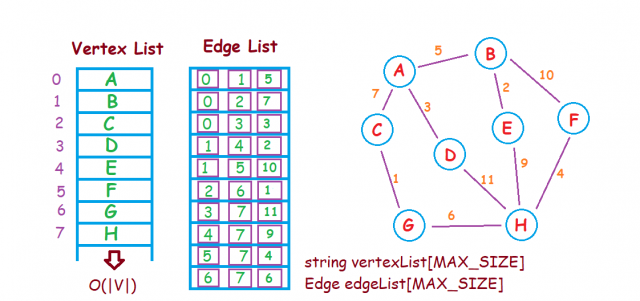 Vertex List
0 A
1 B
2 C
3 D
4 E
5 F
6 G
7 H
O(|V|)
Edge List
0 1 5
0 2 7
0 3 3
1 4 2
1 5 10
2 6 1
3 7 11
4 7 9
5 7 4
6 7 6
5
B
A
10
7
2
3
C
E
F
D
1
11
9
4
G
6
H
string vertexList[MAX_SIZE]
Edge edgeList[MAX_SIZE]